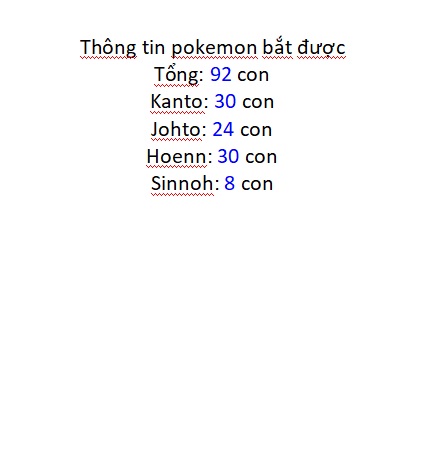 Thông tin pokemon bắt được
Tổng: 92 con
Kanto: 30 con
Johto: 24 con
Hoenn: 30 con
Sinnoh: 8 con